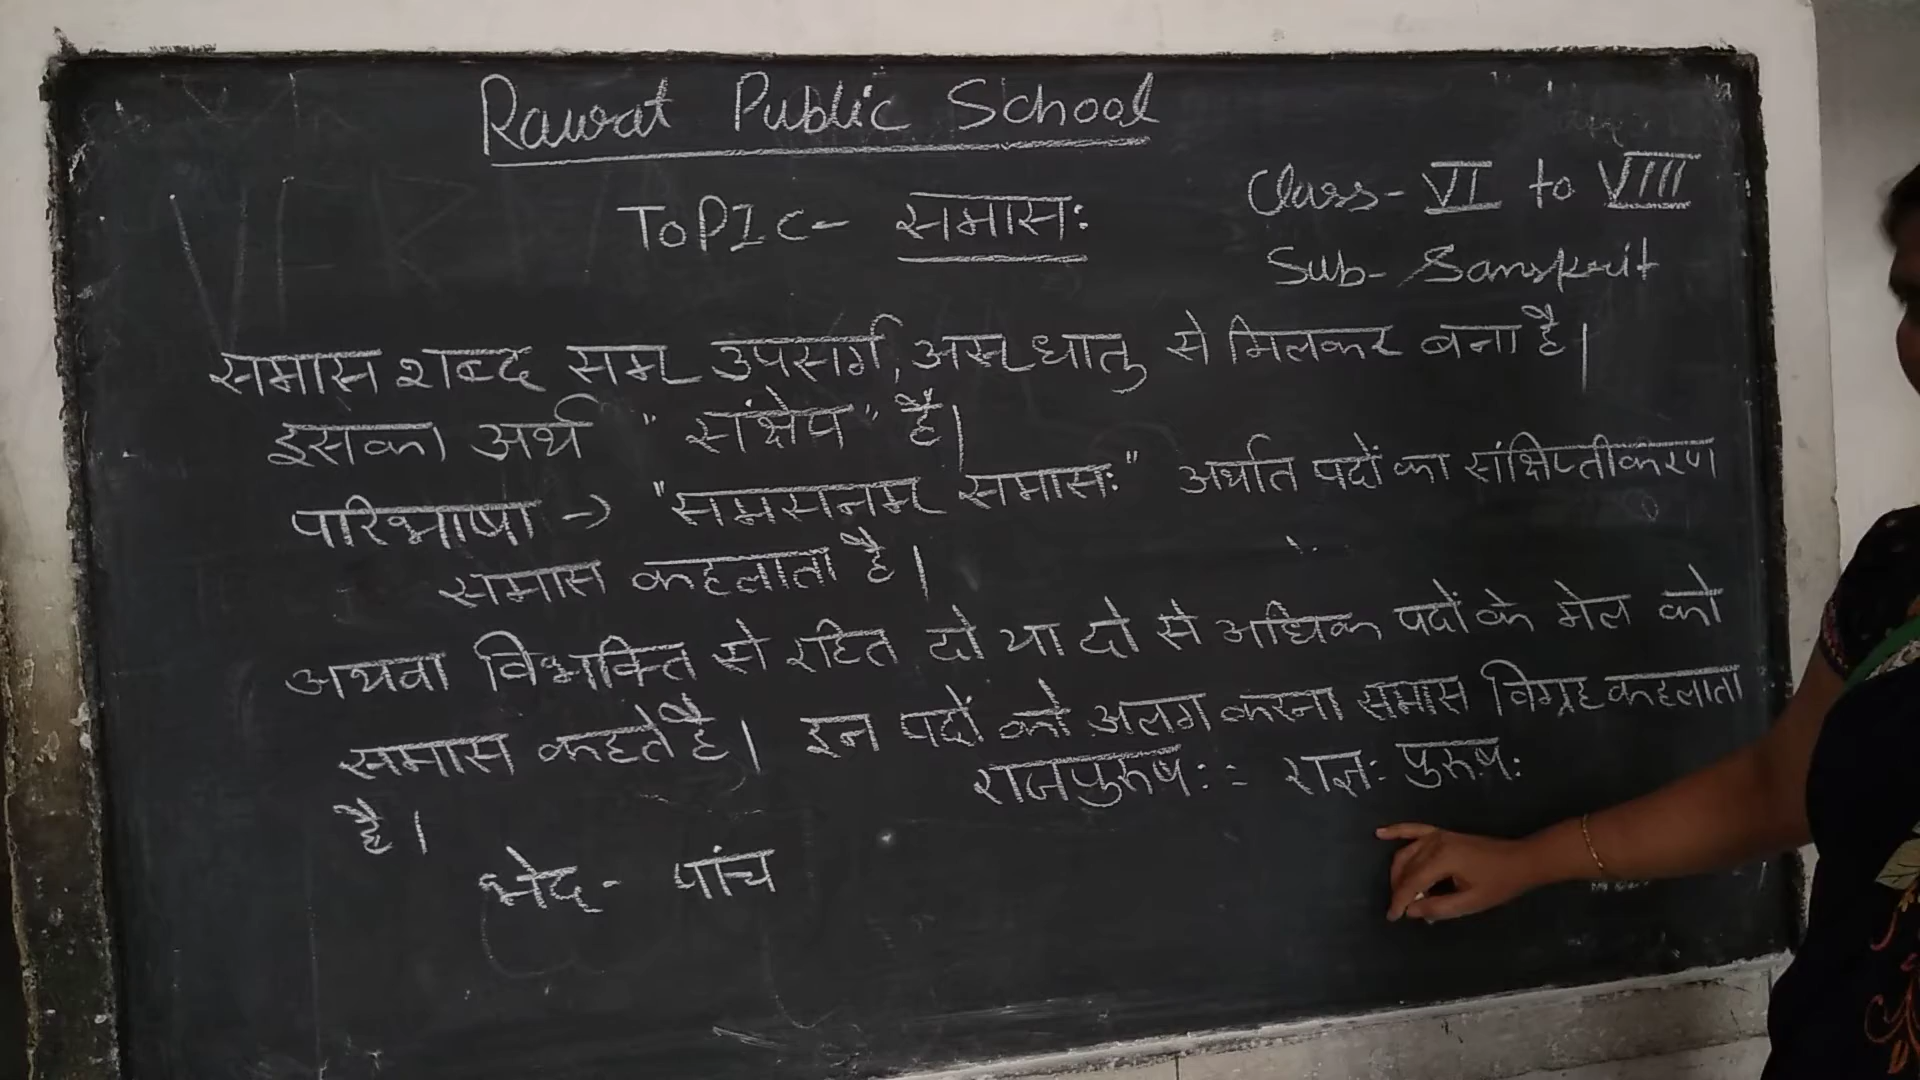 Rawat Public School
TOPIC- समासः
Class- VI to VIII
Sub- Sanskrit
समास शब्द सम् उपसर्ग, अस् धातु से मिलकर बना है।
इसका अर्थ "संक्षेप" है।
परिभाषा → "समसनम् समासः" अर्थात पदों का संक्षिप्तीकरण
समास कहलाता है।
अथवा विभक्ति से रहित दो या दो से अधिक पदों के मेल को
समास कहते है। इन पदों को अलग करना समास विग्रह कहलाता
है। राजपुरूषः = राज्ञः पुरूषः
भेद - पांच